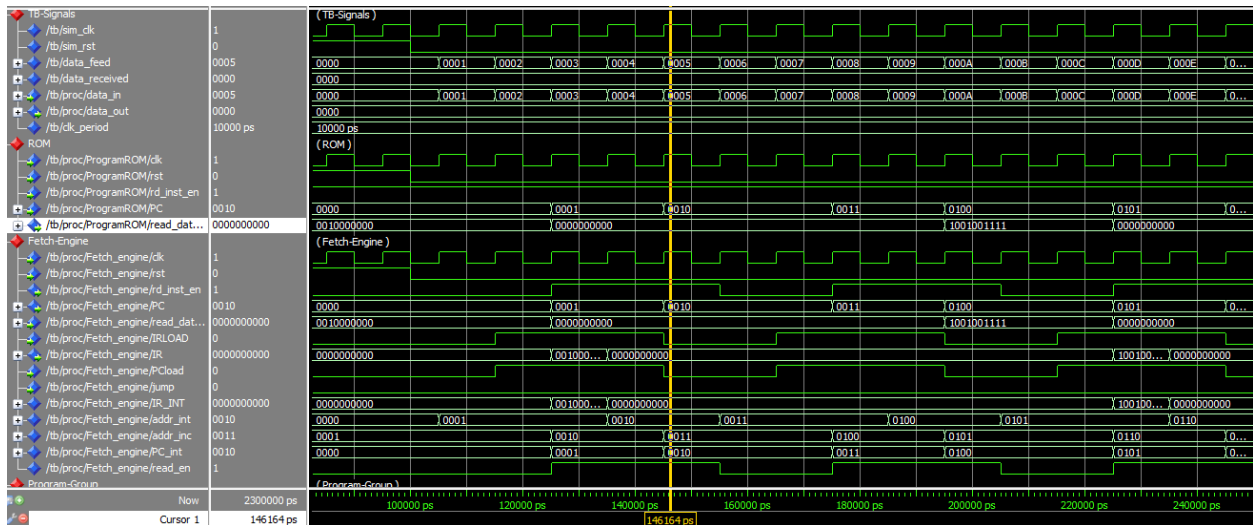 TB-Signals (TB-Signals)
/tb/sim_clk 1
/tb/sim_rst 0
/tb/data_feed 0005 0000 0001 0002 0003 0004 0005 0006 0007 0008 0009 000A 000B 000C 000D 000E 0...
/tb/data_received 0000 0000
/tb/proc/data_in 0005 0000 0001 0002 0003 0004 0005 0006 0007 0008 0009 000A 000B 000C 000D 000E 0...
/tb/proc/data_out 0000 0000
/tb/clk_period 10000 ps 10000 ps
ROM (ROM)
/tb/proc/ProgramROM/clk 1
/tb/proc/ProgramROM/rst 0
/tb/proc/ProgramROM/rd_inst_en 1
/tb/proc/ProgramROM/PC 0010 0000 0001 0010 0011 0100 0101 0...
/tb/proc/ProgramROM/read_dat... 0000000000 0010000000 0000000000 1001001111 0000000000
Fetch-Engine (Fetch-Engine)
/tb/proc/Fetch_engine/clk 1
/tb/proc/Fetch_engine/rst 0
/tb/proc/Fetch_engine/rd_inst_en 1
/tb/proc/Fetch_engine/PC 0010 0000 0001 0010 0011 0100 0101 0...
/tb/proc/Fetch_engine/read_dat... 0000000000 0010000000 0000000000 1001001111 0000000000
/tb/proc/Fetch_engine/IRLOAD 0
/tb/proc/Fetch_engine/IR 0000000000 0000000000 001000... 0000000000 100100... 0000000000
/tb/proc/Fetch_engine/PCload 0
/tb/proc/Fetch_engine/jump 0
/tb/proc/Fetch_engine/IR_INT 0000000000 0000000000 001000... 0000000000 100100... 0000000000
/tb/proc/Fetch_engine/addr_int 0010 0000 0001 0010 0011 0100 0101 0110
/tb/proc/Fetch_engine/addr_inc 0011 0001 0010 0011 0100 0101 0110 0...
/tb/proc/Fetch_engine/PC_int 0010 0000 0001 0010 0011 0100 0101 0...
/tb/proc/Fetch_engine/read_en 1
Program-Group (Program-Group)
Now 2300000 ps 100000 ps 120000 ps 140000 ps 160000 ps 180000 ps 200000 ps 220000 ps 240000 ps
Cursor 1 146164 ps 146164 ps